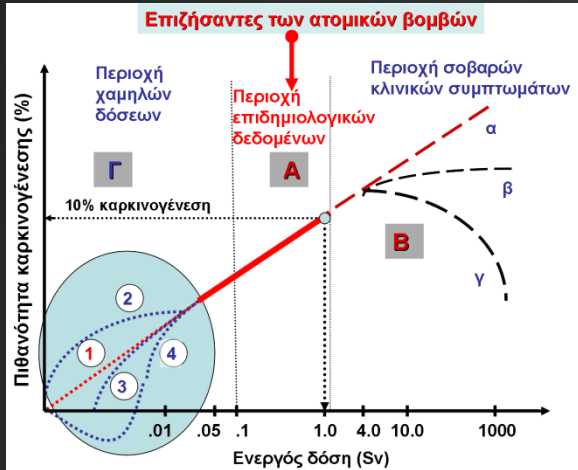 Επιζήσαντες των ατομικών βομβών
Περιοχή
χαμηλών
δόσεων
Περιοχή
επιδημιολογικών
δεδομένων
Περιοχή σοβαρών
κλινικών συμπτωμάτων
α
β
γ
Γ
Α
Β
10% καρκινογένεση
Πιθανότητα καρκινογένεσης (%)
2
1
4
3
.01
.05
.1
1.0
4.0
10.0
1000
Ενεργός δόση (Sv)